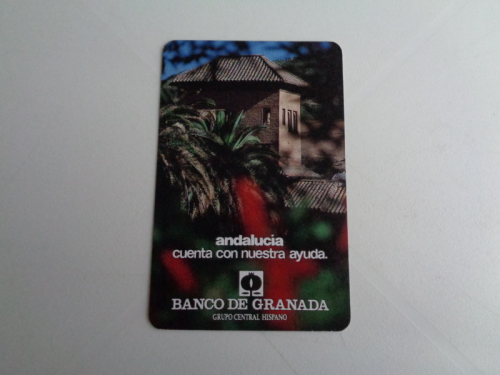 andalucia
cuenta con nuestra ayuda.
BANCO DE GRANADA
GRUPO CENTRAL HISPANO